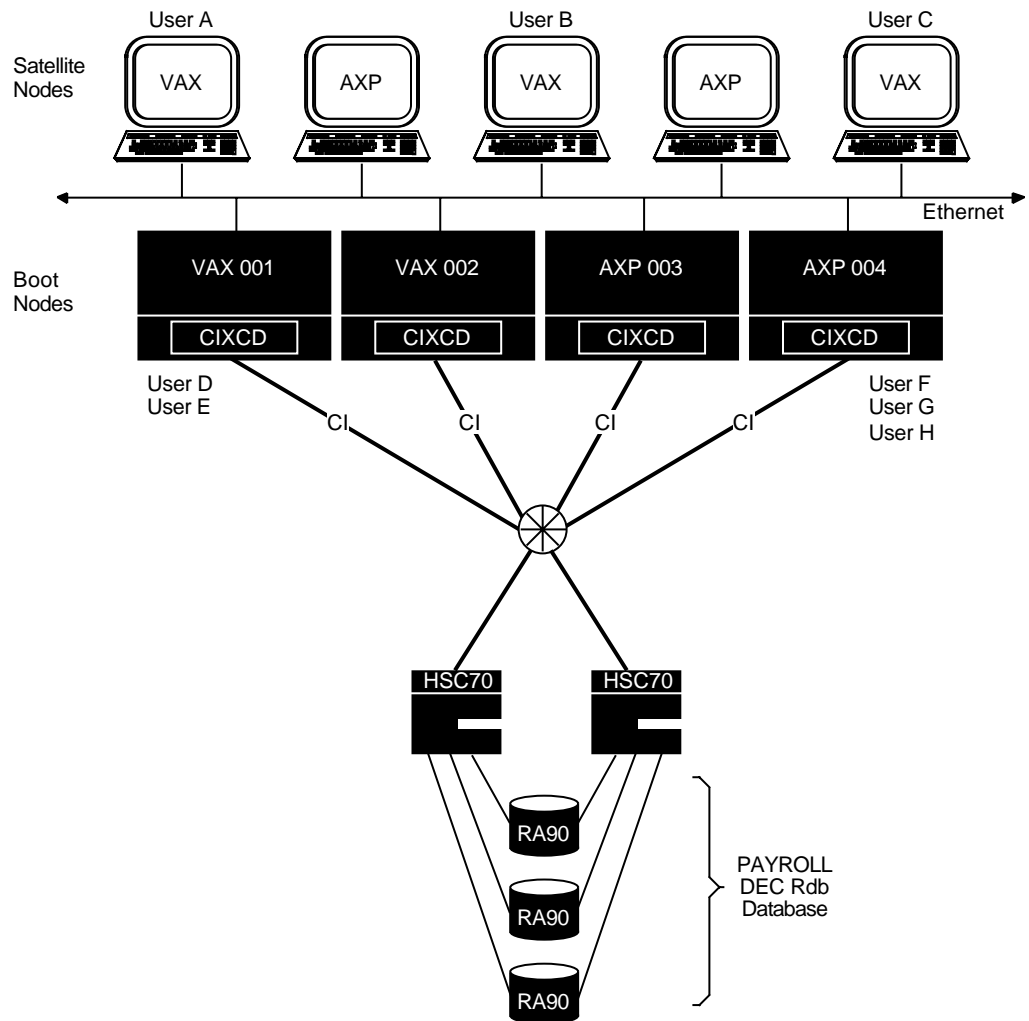 User A
User B
User C
Satellite
Nodes
VAX
AXP
VAX
AXP
VAX
Ethernet
Boot
Nodes
VAX 001
VAX 002
AXP 003
AXP 004
CIXCD
CIXCD
CIXCD
CIXCD
User D
User E
User F
User G
User H
CI
CI
CI
CI
HSC70
HSC70
RA90
RA90
RA90
PAYROLL
DEC Rdb
Database